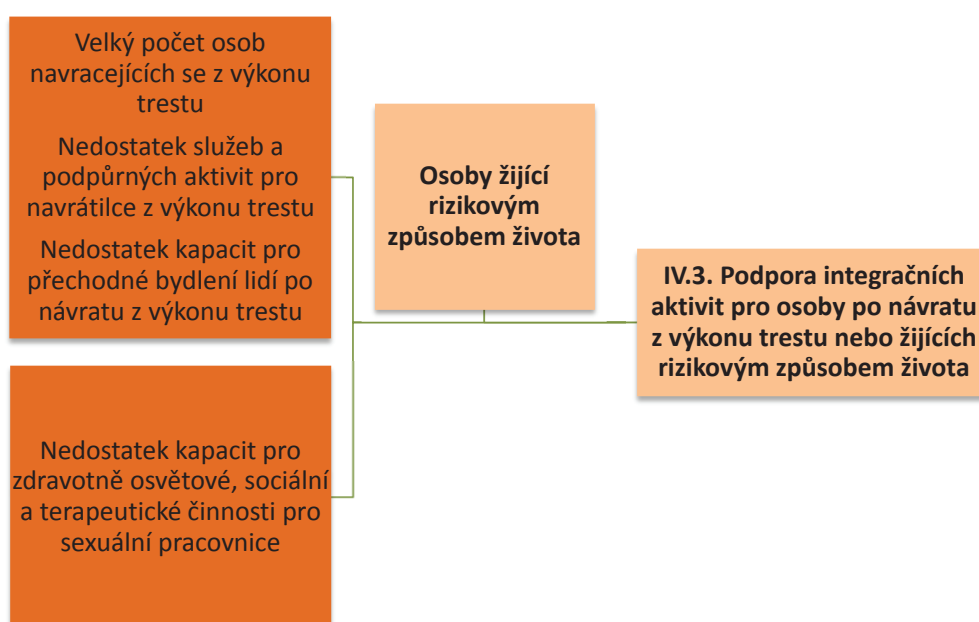 Velký počet osob
navracejících se z výkonu
trestu
Nedostatek služeb a
podpůrných aktivit pro
navrátilce z výkonu trestu
Nedostatek kapacit pro
přechodné bydlení lidí po
návratu z výkonu trestu
Osoby žijící
rizikovým
způsobem života
IV.3. Podpora integračních
aktivit pro osoby po návratu
z výkonu trestu nebo žijících
rizikovým způsobem života
Nedostatek kapacit pro
zdravotně osvětové, sociální
a terapeutické činnosti pro
sexuální pracovnice